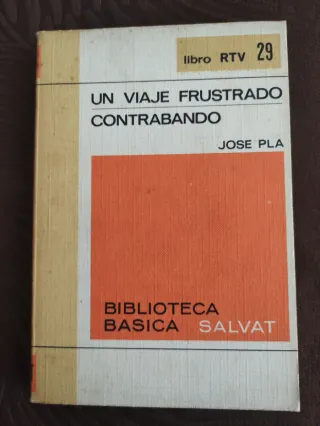 libro RTV 29
UN VIAJE FRUSTRADO
CONTRABANDO
JOSE PLA
BIBLIOTECA
BASICA SALVAT